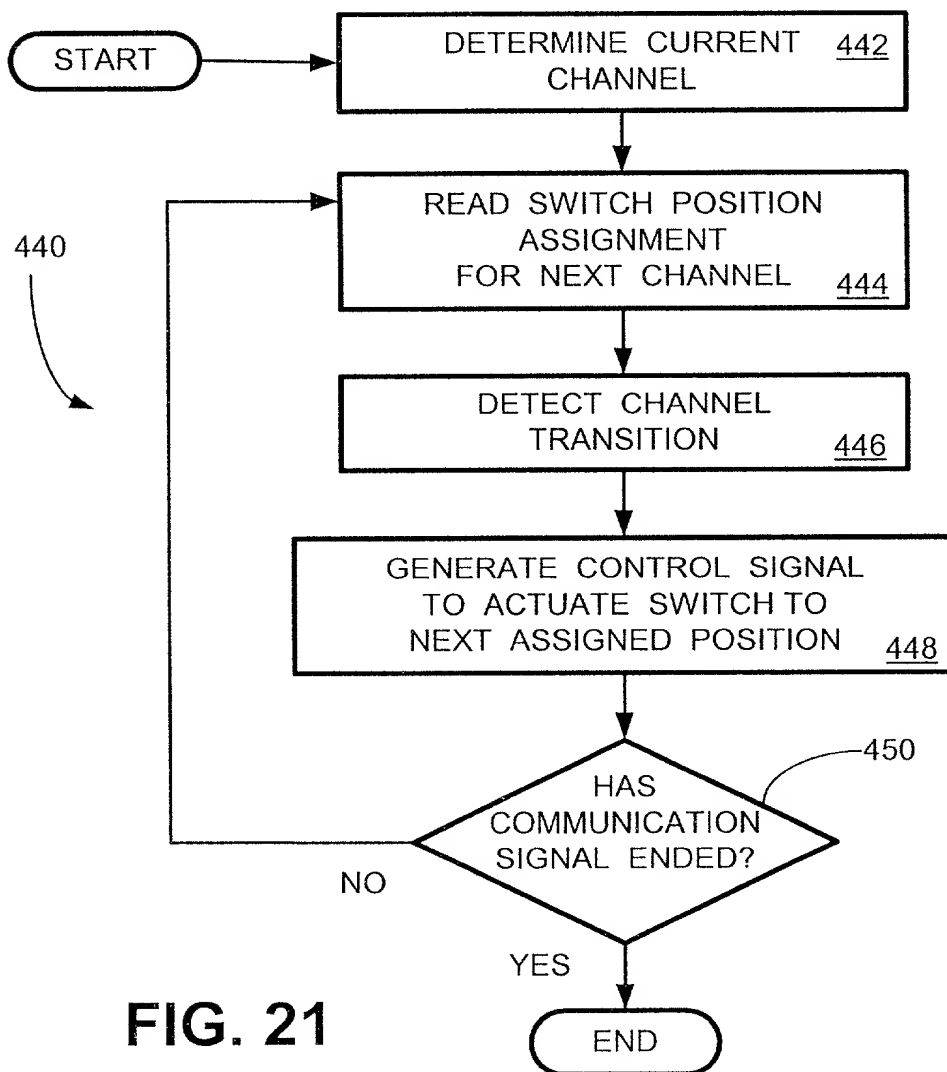 START
DETERMINE CURRENT
CHANNEL
442
READ SWITCH POSITION
ASSIGNMENT
FOR NEXT CHANNEL
444
440
DETECT CHANNEL
TRANSITION
446
GENERATE CONTROL SIGNAL
TO ACTUATE SWITCH TO
NEXT ASSIGNED POSITION
448
450
HAS
COMMUNICATION
SIGNAL ENDED?
NO
YES
END
FIG. 21